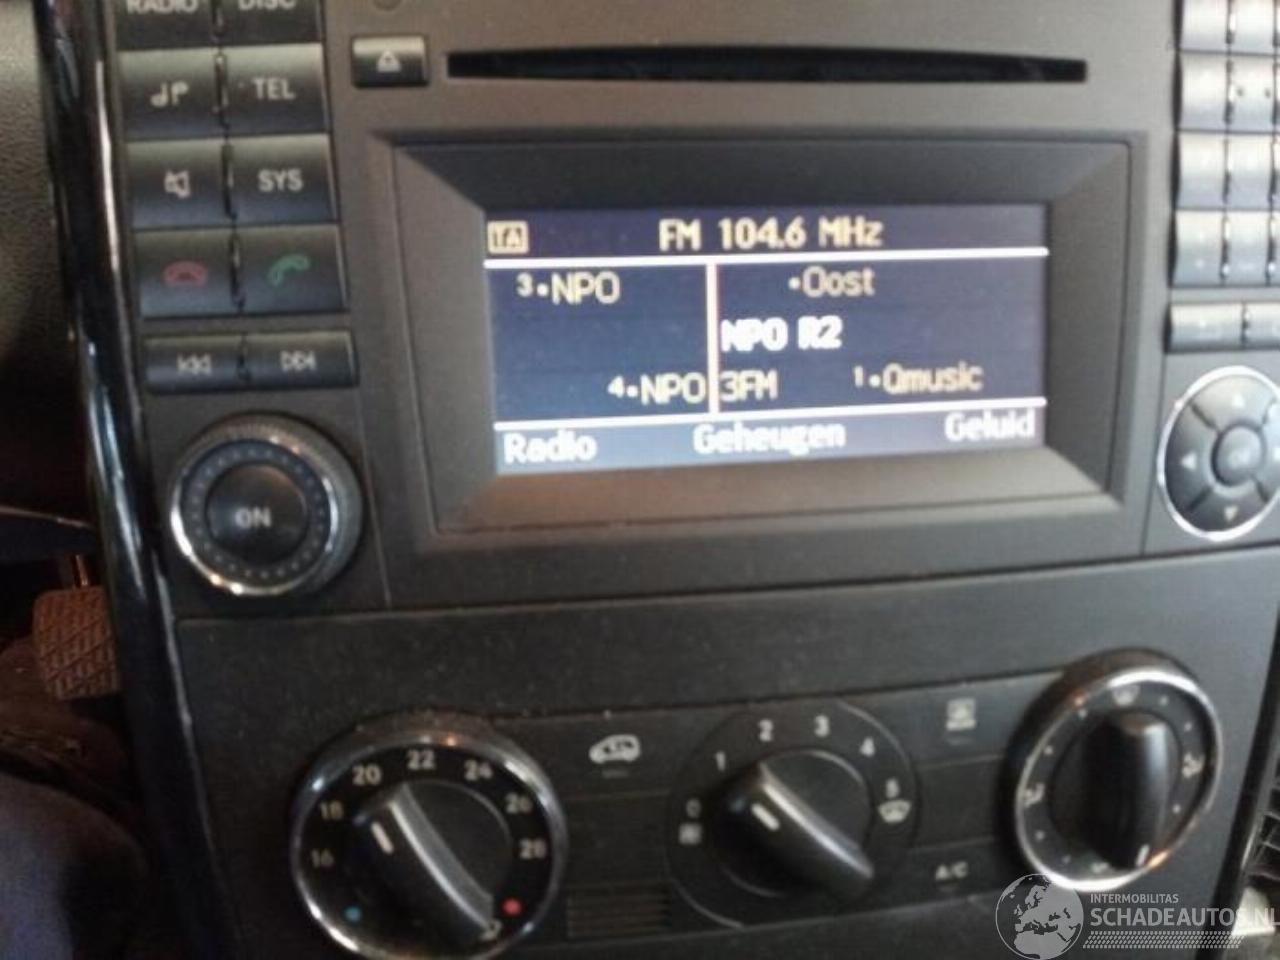 RADIO DISC
TEL
SYS
ON
TA FM 104.6 MHz
3•NPO •Oost
NPO R2
4•NPO 3FM 1•Qmusic
Radio Geheugen Geluid
16 18 20 22 24 26 28
0 1 2 3 4 5
A/C
INTERMOBILITAS
SCHADEAUTOS.NL